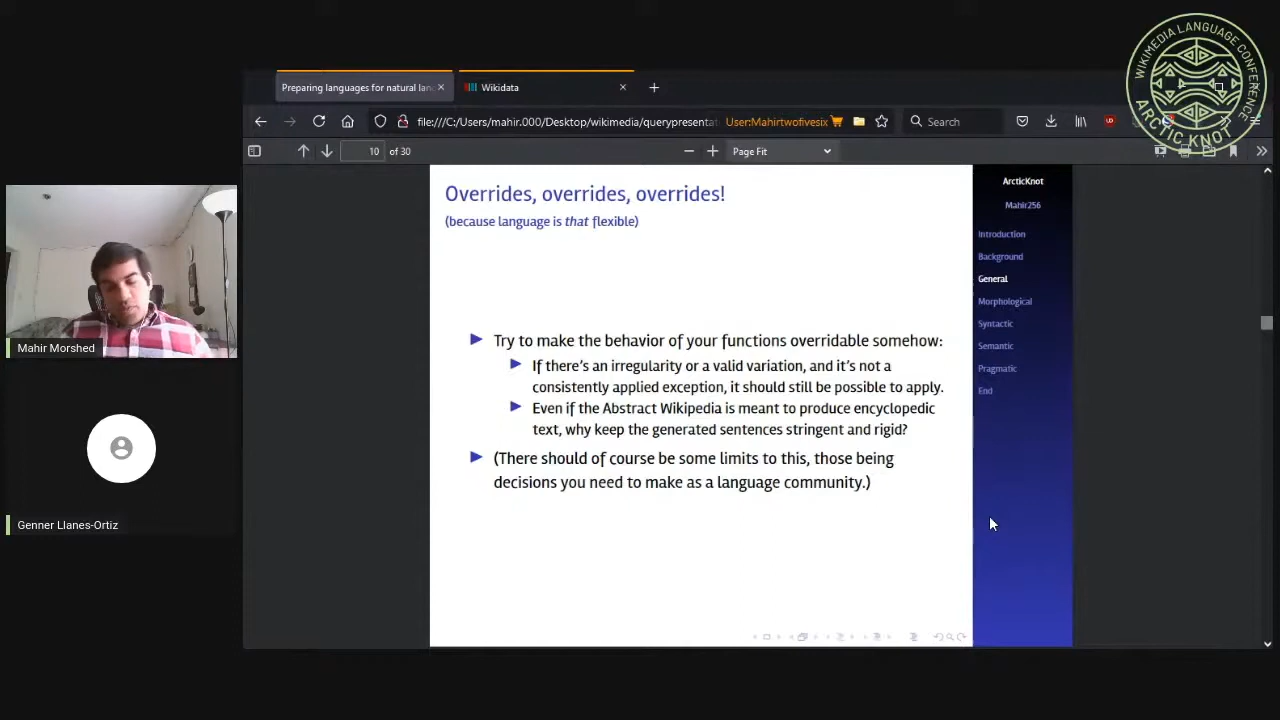 WIKIMEDIA LANGUAGE CONFERENCE
ARCTIC KNOT
Preparing languages for natural lan
Wikidata
file:///C:/Users/mahir.000/Desktop/wikimedia/querypresentat
User:Mahirtwofivesix
Search
10 of 30
Page Fit
Overrides, overrides, overrides!
(because language is that flexible)
Try to make the behavior of your functions overridable somehow:
If there's an irregularity or a valid variation, and it's not a
consistently applied exception, it should still be possible to apply.
Even if the Abstract Wikipedia is meant to produce encyclopedic
text, why keep the generated sentences stringent and rigid?
(There should of course be some limits to this, those being
decisions you need to make as a language community.)
ArcticKnot
Mahir256
Introduction
Background
General
Morphological
Syntactic
Semantic
Pragmatic
End
Mahir Morshed
Genner Llanes-Ortiz